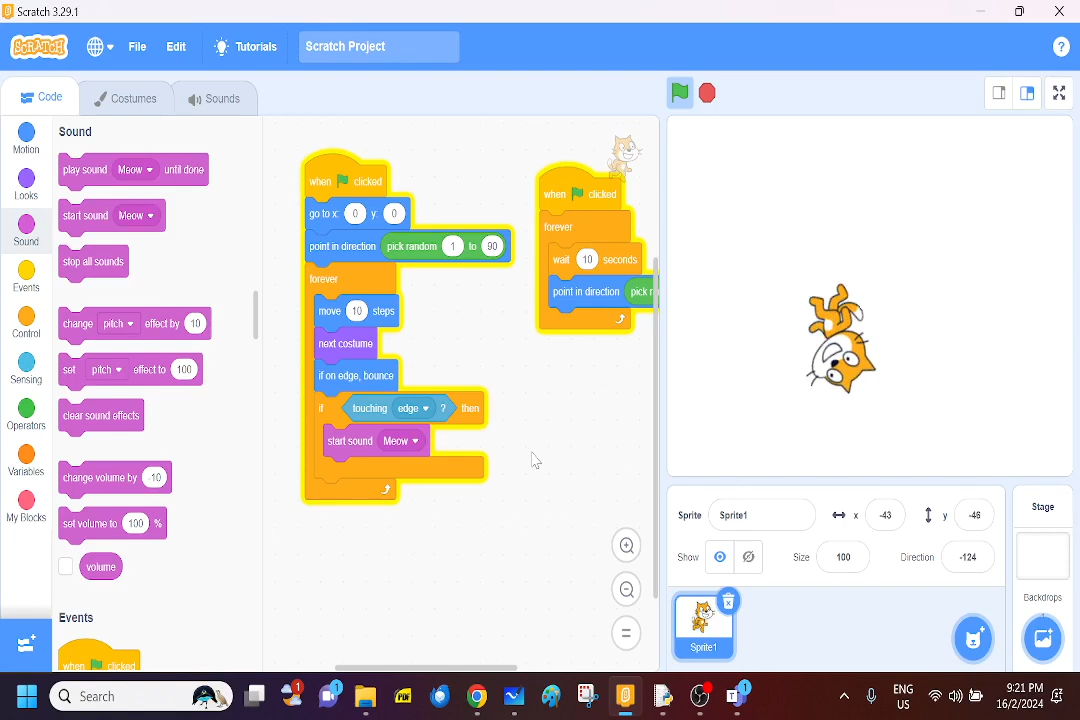 Scratch 3.29.1
SCRATCH
File
Edit
Tutorials
Scratch Project
Code
Costumes
Sounds
Motion
Looks
Sound
Events
Control
Sensing
Operators
Variables
My Blocks
Sound
play sound Meow until done
start sound Meow
stop all sounds
change pitch effect by 10
set pitch effect to 100
clear sound effects
change volume by -10
set volume to 100 %
volume
Events
when clicked
when clicked
go to x: 0 y: 0
point in direction pick random 1 to 90
forever
move 10 steps
next costume
if on edge, bounce
if touching edge ? then
start sound Meow
when clicked
forever
wait 10 seconds
point in direction
Sprite Sprite1 x -43 y -46
Show Size 100 Direction -124
Sprite1
Stage
Backdrops
Search
PDF
1
1
1
ENG
US
9:21 PM
16/2/2024